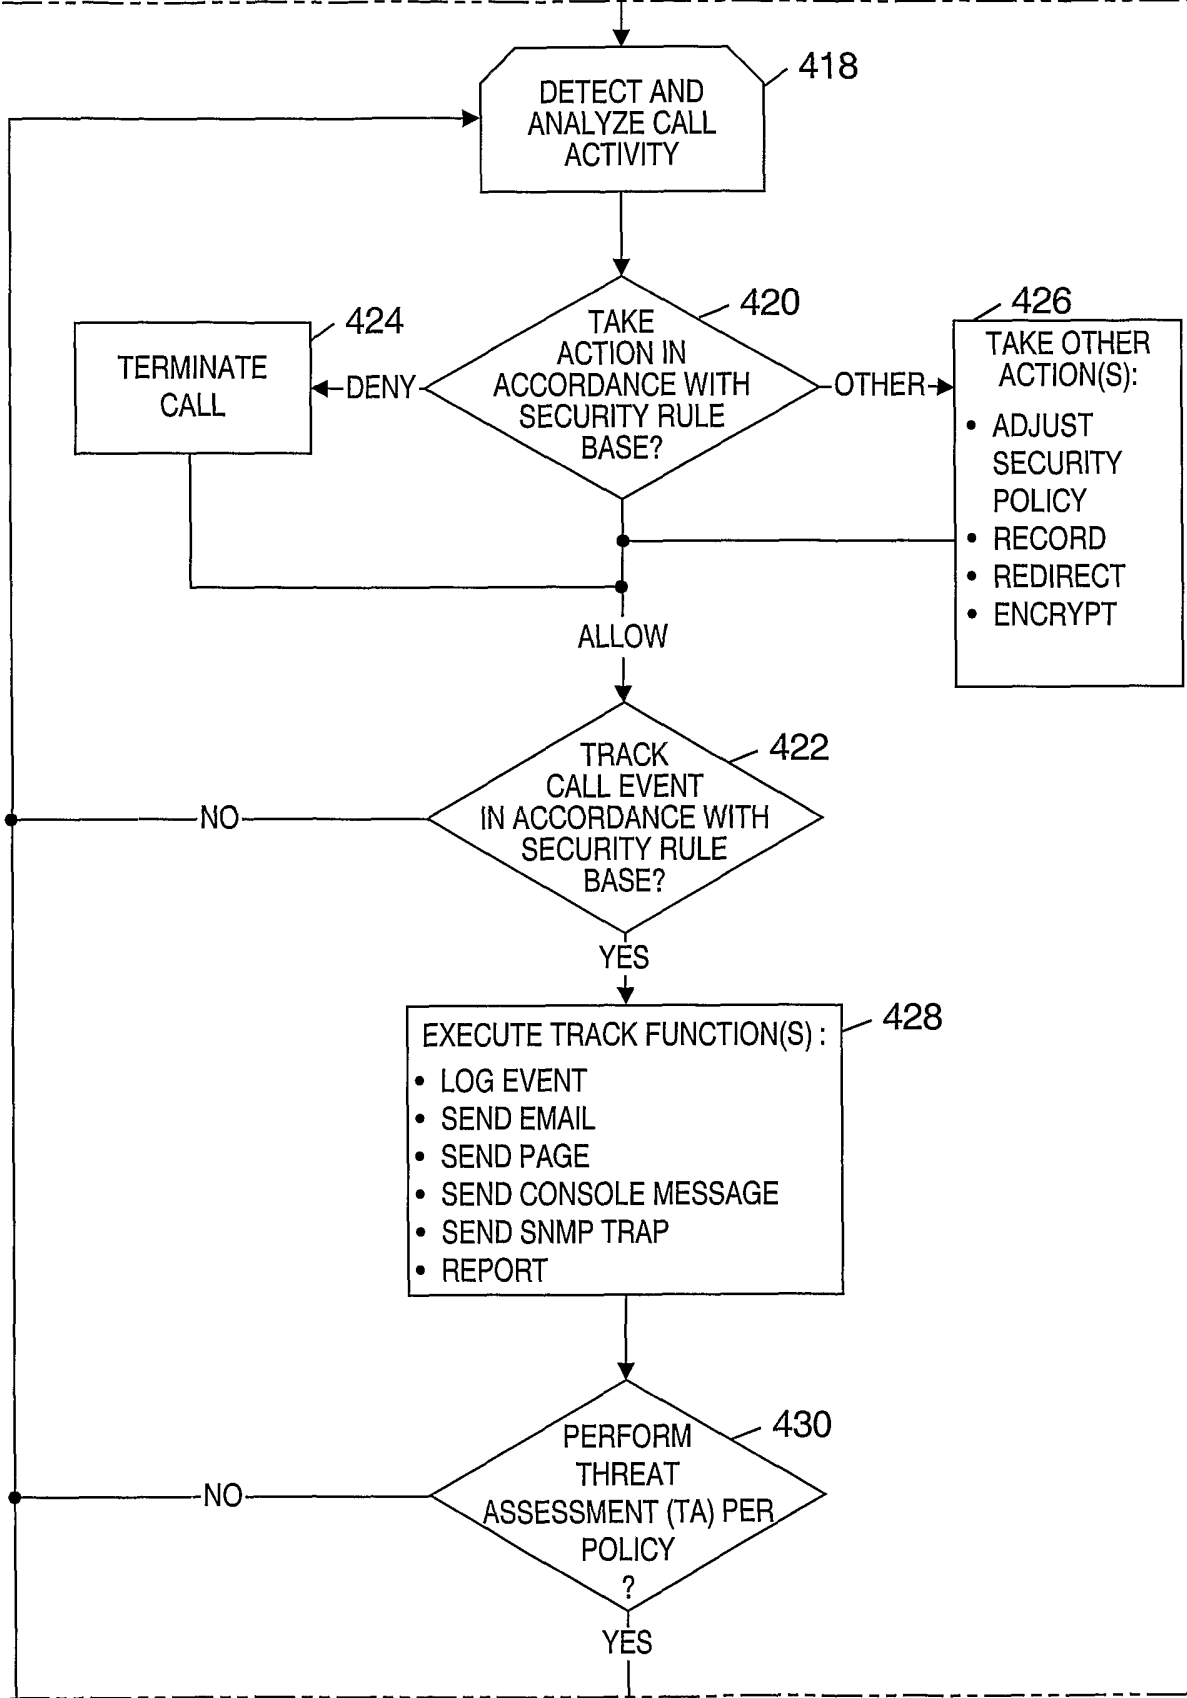 418
DETECT AND
ANALYZE CALL
ACTIVITY
420
TAKE
ACTION IN
ACCORDANCE WITH
SECURITY RULE
BASE?
424
TERMINATE
CALL
DENY
OTHER
426
TAKE OTHER
ACTION(S):
• ADJUST
SECURITY
POLICY
• RECORD
• REDIRECT
• ENCRYPT
ALLOW
422
TRACK
CALL EVENT
IN ACCORDANCE WITH
SECURITY RULE
BASE?
NO
YES
428
EXECUTE TRACK FUNCTION(S) :
• LOG EVENT
• SEND EMAIL
• SEND PAGE
• SEND CONSOLE MESSAGE
• SEND SNMP TRAP
• REPORT
430
PERFORM
THREAT
ASSESSMENT (TA) PER
POLICY
?
NO
YES